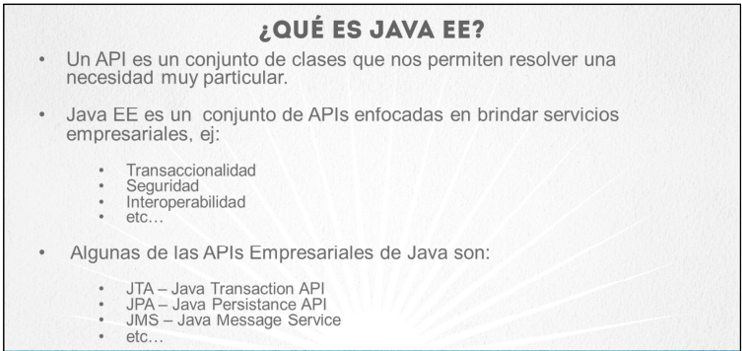 ¿QUÉ ES JAVA EE?
• Un API es un conjunto de clases que nos permiten resolver una
necesidad muy particular.
• Java EE es un conjunto de APIs enfocadas en brindar servicios
empresariales, ej:
• Transaccionalidad
• Seguridad
• Interoperabilidad
• etc…
• Algunas de las APIs Empresariales de Java son:
• JTA – Java Transaction API
• JPA – Java Persistance API
• JMS – Java Message Service
• etc…